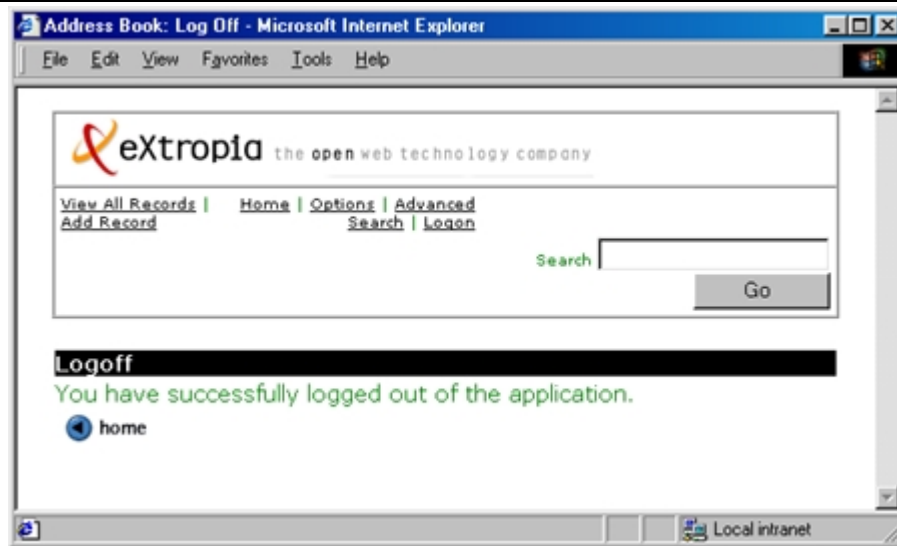 Address Book: Log Off - Microsoft Internet Explorer
File Edit View Favorites Tools Help
eXtropia the open web technology company
View All Records | Home | Options | Advanced
Add Record Search | Logon
Search
Go
Logoff
You have successfully logged out of the application.
home
Local intranet